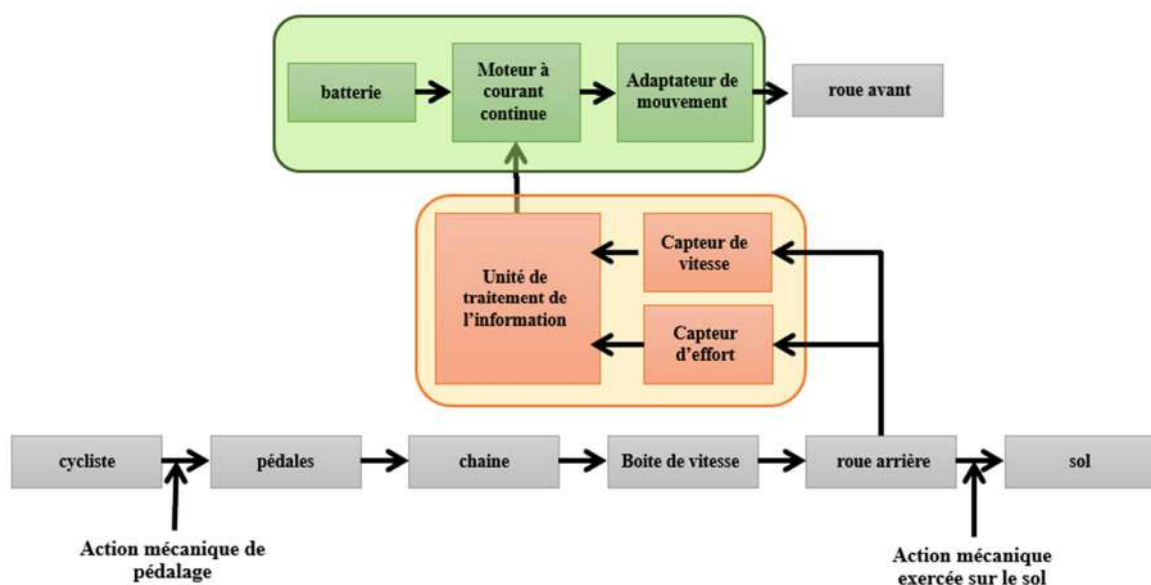 batterie
Moteur à
courant
continue
Adaptateur de
mouvement
roue avant
Unité de
traitement de
l'information
Capteur de
vitesse
Capteur
d'effort
cycliste
pédales
chaine
Boite de vitesse
roue arrière
sol
Action mécanique de
pédalage
Action mécanique
exercée sur le sol